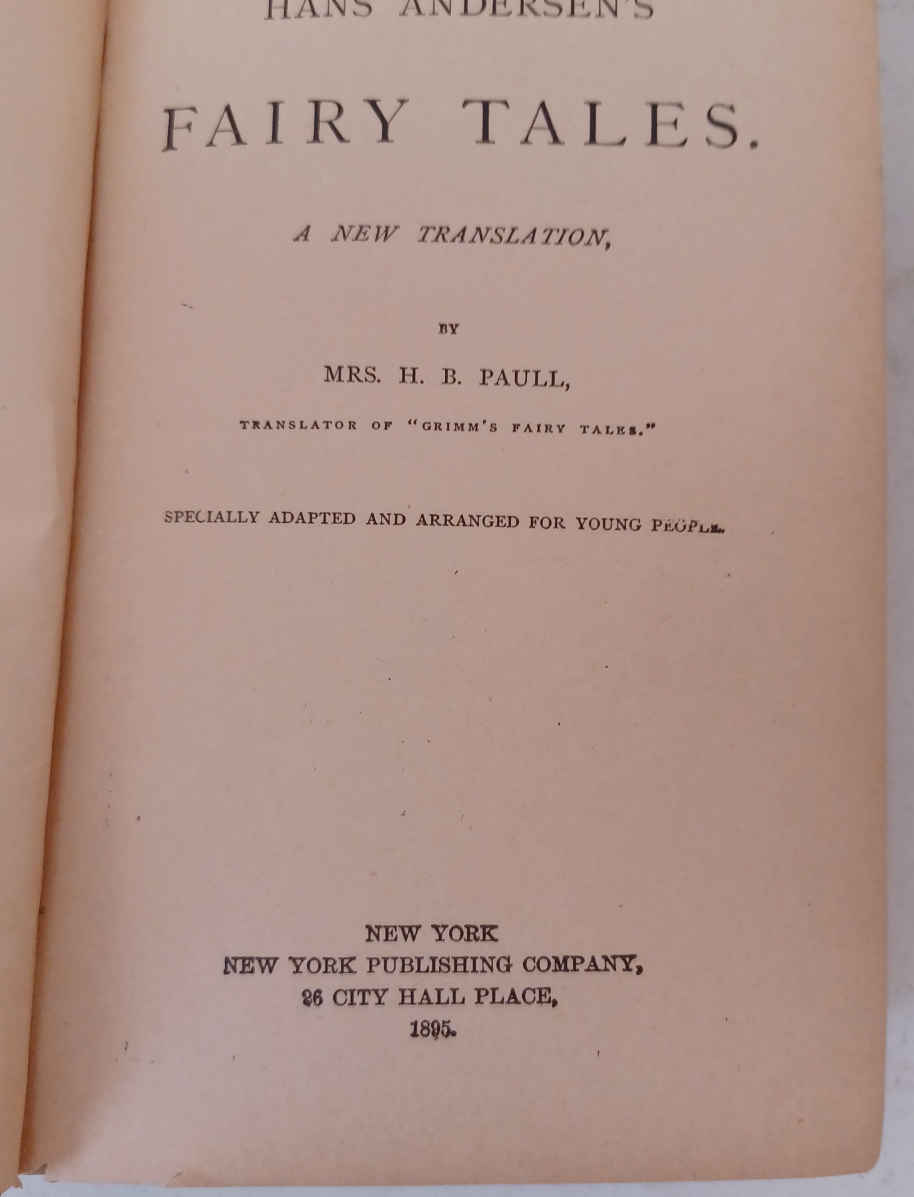 HANS ANDERSEN'S
FAIRY TALES.
A NEW TRANSLATION,
BY
MRS. H. B. PAULL,
TRANSLATOR OF "GRIMM'S FAIRY TALES."
SPECIALLY ADAPTED AND ARRANGED FOR YOUNG PEOPLE.
NEW YORK
NEW YORK PUBLISHING COMPANY,
26 CITY HALL PLACE,
1895.